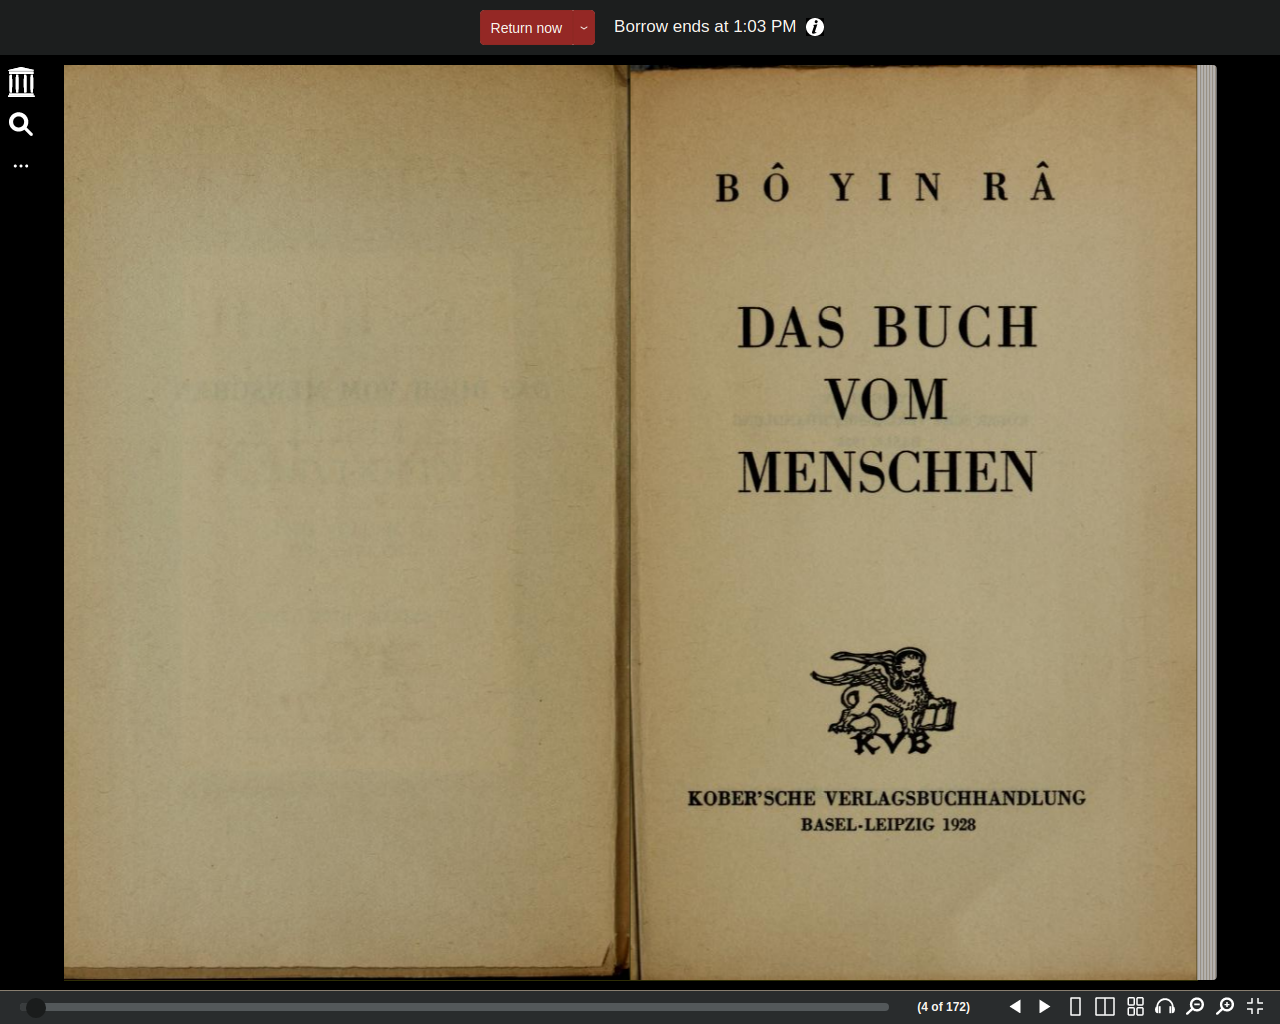 Return now
Borrow ends at 1:03 PM
BÔ YIN RÂ
DAS BUCH
VOM
MENSCHEN
KVB
KOBER'SCHE VERLAGSBUCHHANDLUNG
BASEL-LEIPZIG 1928
(4 of 172)